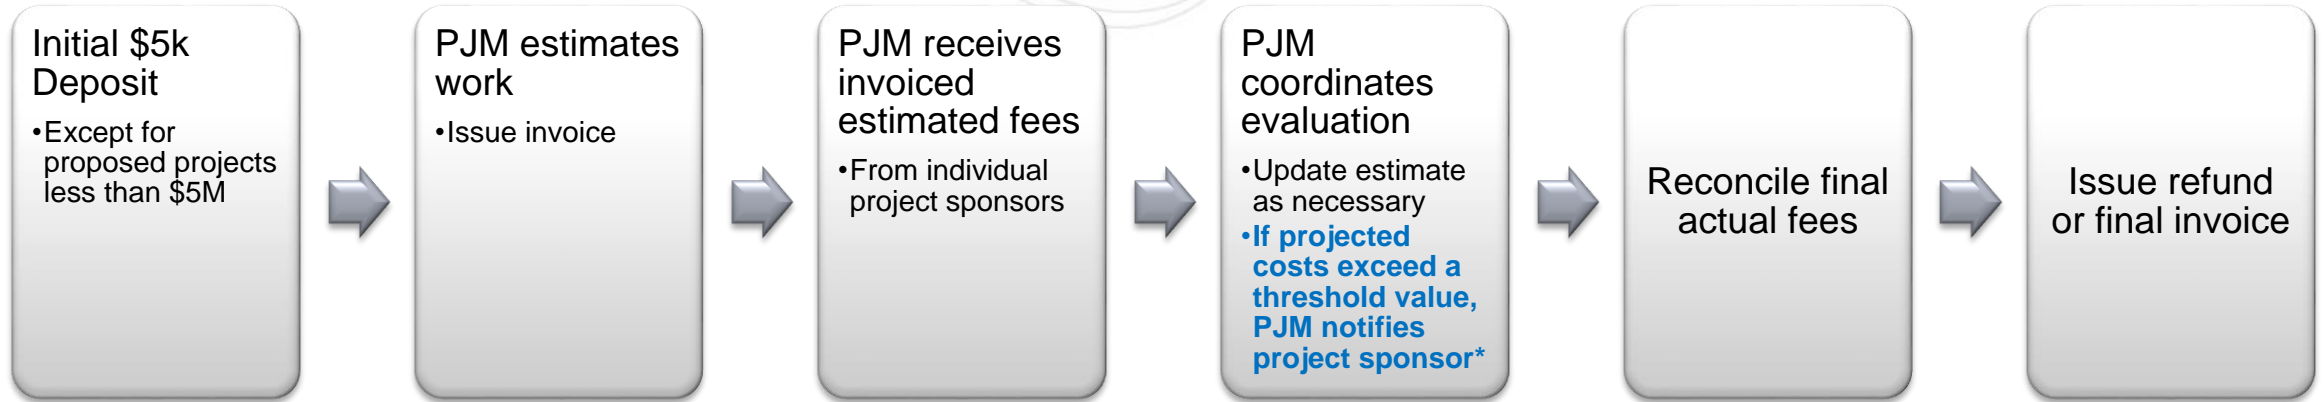 Initial $5k
Deposit
•Except for
proposed projects
less than $5M
PJM estimates
work
•Issue invoice
PJM receives
invoiced
estimated fees
•From individual
project sponsors
PJM
coordinates
evaluation
•Update estimate
as necessary
•If projected
costs exceed a
threshold value,
PJM notifies
project sponsor*
Reconcile final
actual fees
Issue refund
or final invoice